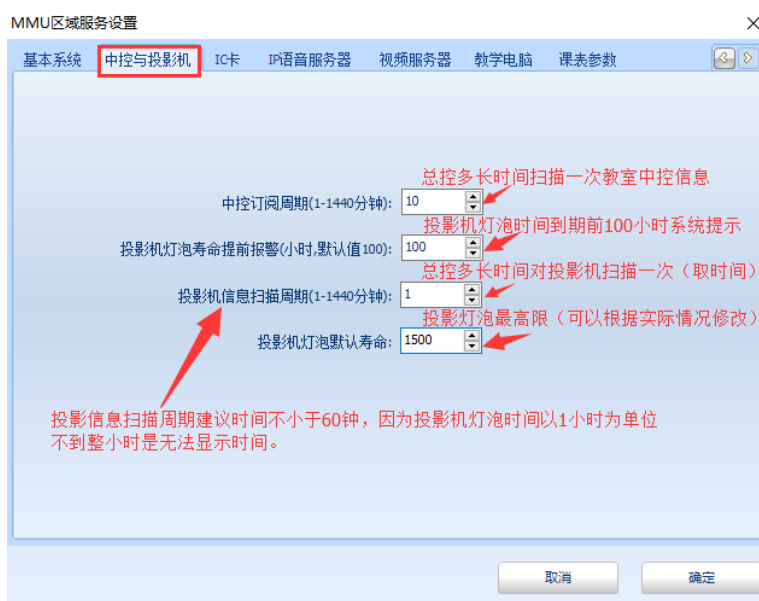 MMU区域服务设置
基本系统 中控与投影机 IC卡 IP语音服务器 视频服务器 教学电脑 课表参数
总控多长时间扫描一次教室中控信息
中控订阅周期(1-1440分钟): 10
投影机灯泡时间到期前100小时系统提示
投影机灯泡寿命提前报警(小时,默认值100): 100
总控多长时间对投影机扫描一次（取时间）
投影机信息扫描周期(1-1440分钟): 1
投影灯泡最高限（可以根据实际情况修改）
投影机灯泡默认寿命: 1500
投影信息扫描周期建议时间不小于60钟，因为投影机灯泡时间以1小时为单位
不到整小时是无法显示时间。
取消 确定